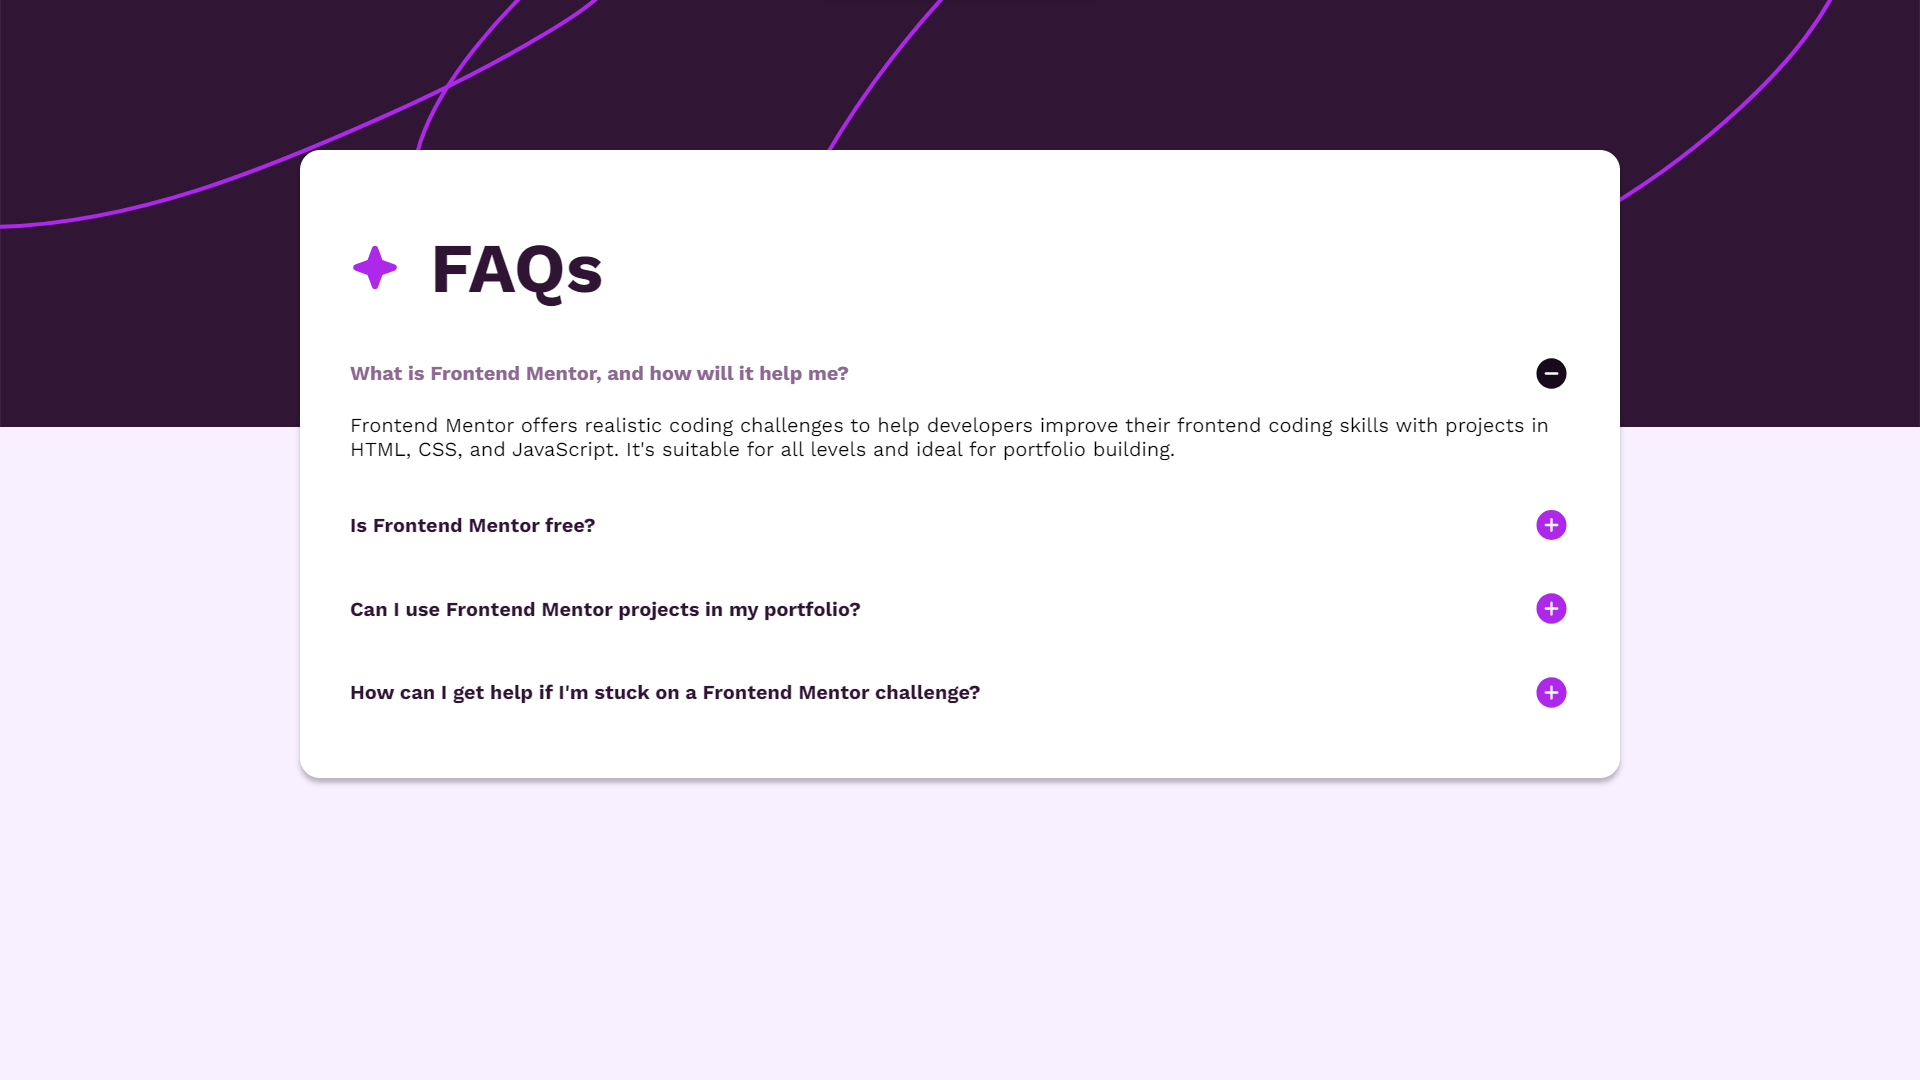 FAQs
What is Frontend Mentor, and how will it help me?
Frontend Mentor offers realistic coding challenges to help developers improve their frontend coding skills with projects in
HTML, CSS, and JavaScript. It's suitable for all levels and ideal for portfolio building.
Is Frontend Mentor free?
Can I use Frontend Mentor projects in my portfolio?
How can I get help if I'm stuck on a Frontend Mentor challenge?